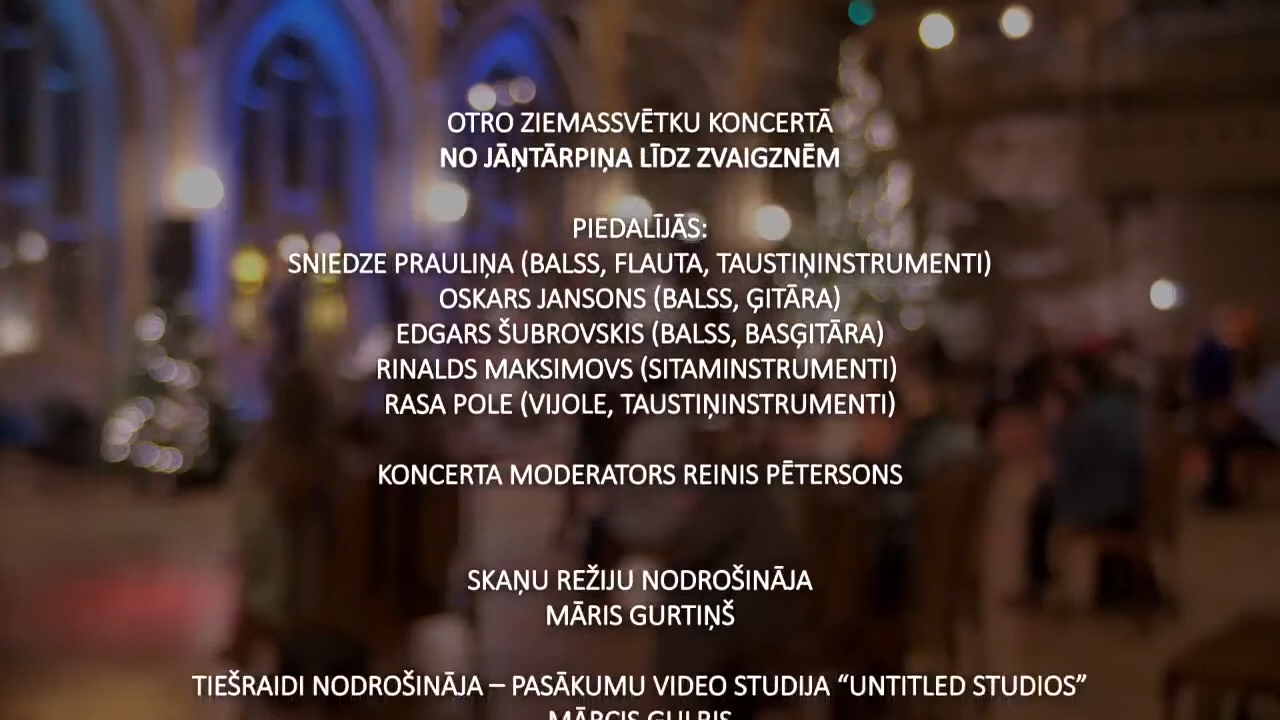 OTRO ZIEMASSVĒTKU KONCERTĀ
NO JĀŅTĀRPIŅA LĪDZ ZVAIGZNĒM
PIEDALĪJĀS:
SNIEDZE PRAULIŅA (BALSS, FLAUTA, TAUSTIŅINSTRUMENTI)
OSKARS JANSONS (BALSS, ĢITĀRA)
EDGARS ŠUBROVSKIS (BALSS, BASĢITĀRA)
RINALDS MAKSIMOVS (SITAMINSTRUMENTI)
RASA POLE (VIJOLE, TAUSTIŅINSTRUMENTI)
KONCERTA MODERATORS REINIS PĒTERSONS
SKAŅU REŽIJU NODROŠINĀJA
MĀRIS GURTIŅŠ
TIEŠRAIDI NODROŠINĀJA – PASĀKUMU VIDEO STUDIJA “UNTITLED STUDIOS”
MĀRCIS GULBIS